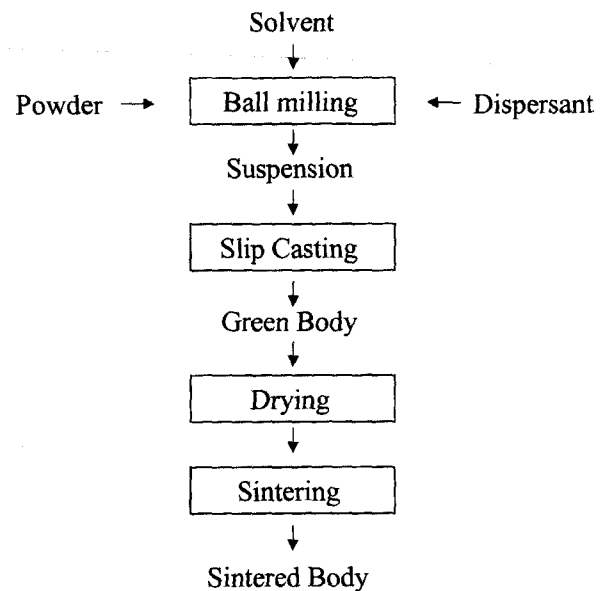 Solvent
Powder Ball milling Dispersant
Suspension
Slip Casting
Green Body
Drying
Sintering
Sintered Body